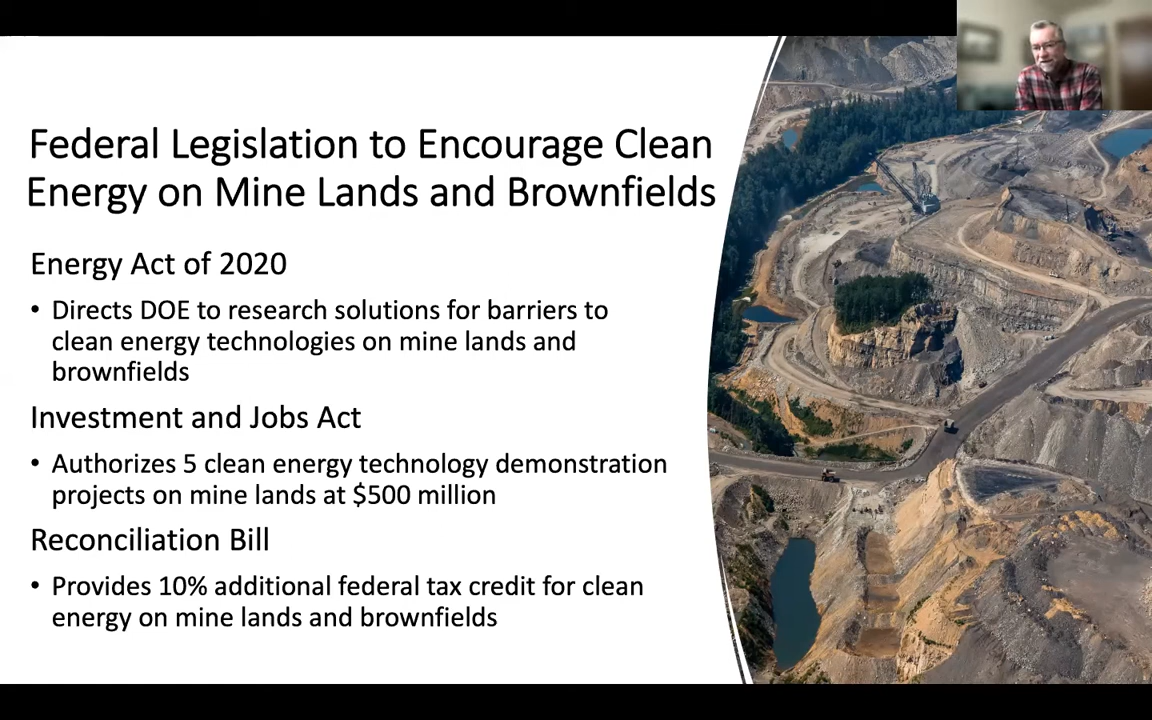 Federal Legislation to Encourage Clean
Energy on Mine Lands and Brownfields
Energy Act of 2020
• Directs DOE to research solutions for barriers to
clean energy technologies on mine lands and
brownfields
Investment and Jobs Act
• Authorizes 5 clean energy technology demonstration
projects on mine lands at $500 million
Reconciliation Bill
• Provides 10% additional federal tax credit for clean
energy on mine lands and brownfields